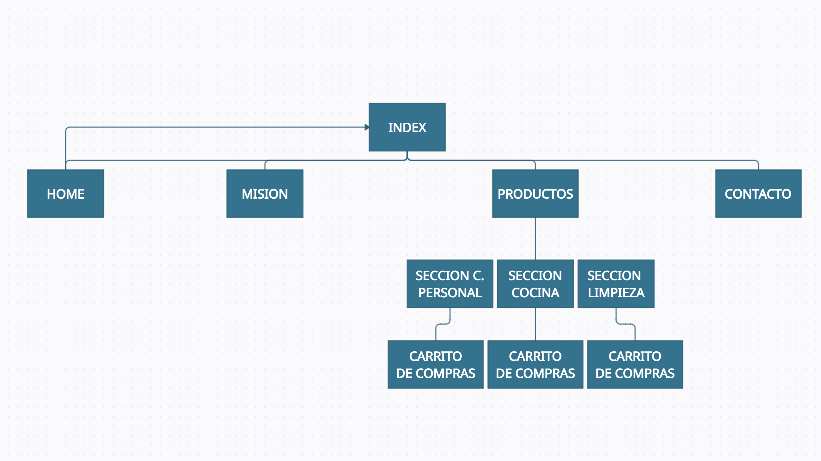 INDEX
HOME
MISION
PRODUCTOS
CONTACTO
SECCION C.
PERSONAL
SECCION
COCINA
SECCION
LIMPIEZA
CARRITO
DE COMPRAS
CARRITO
DE COMPRAS
CARRITO
DE COMPRAS